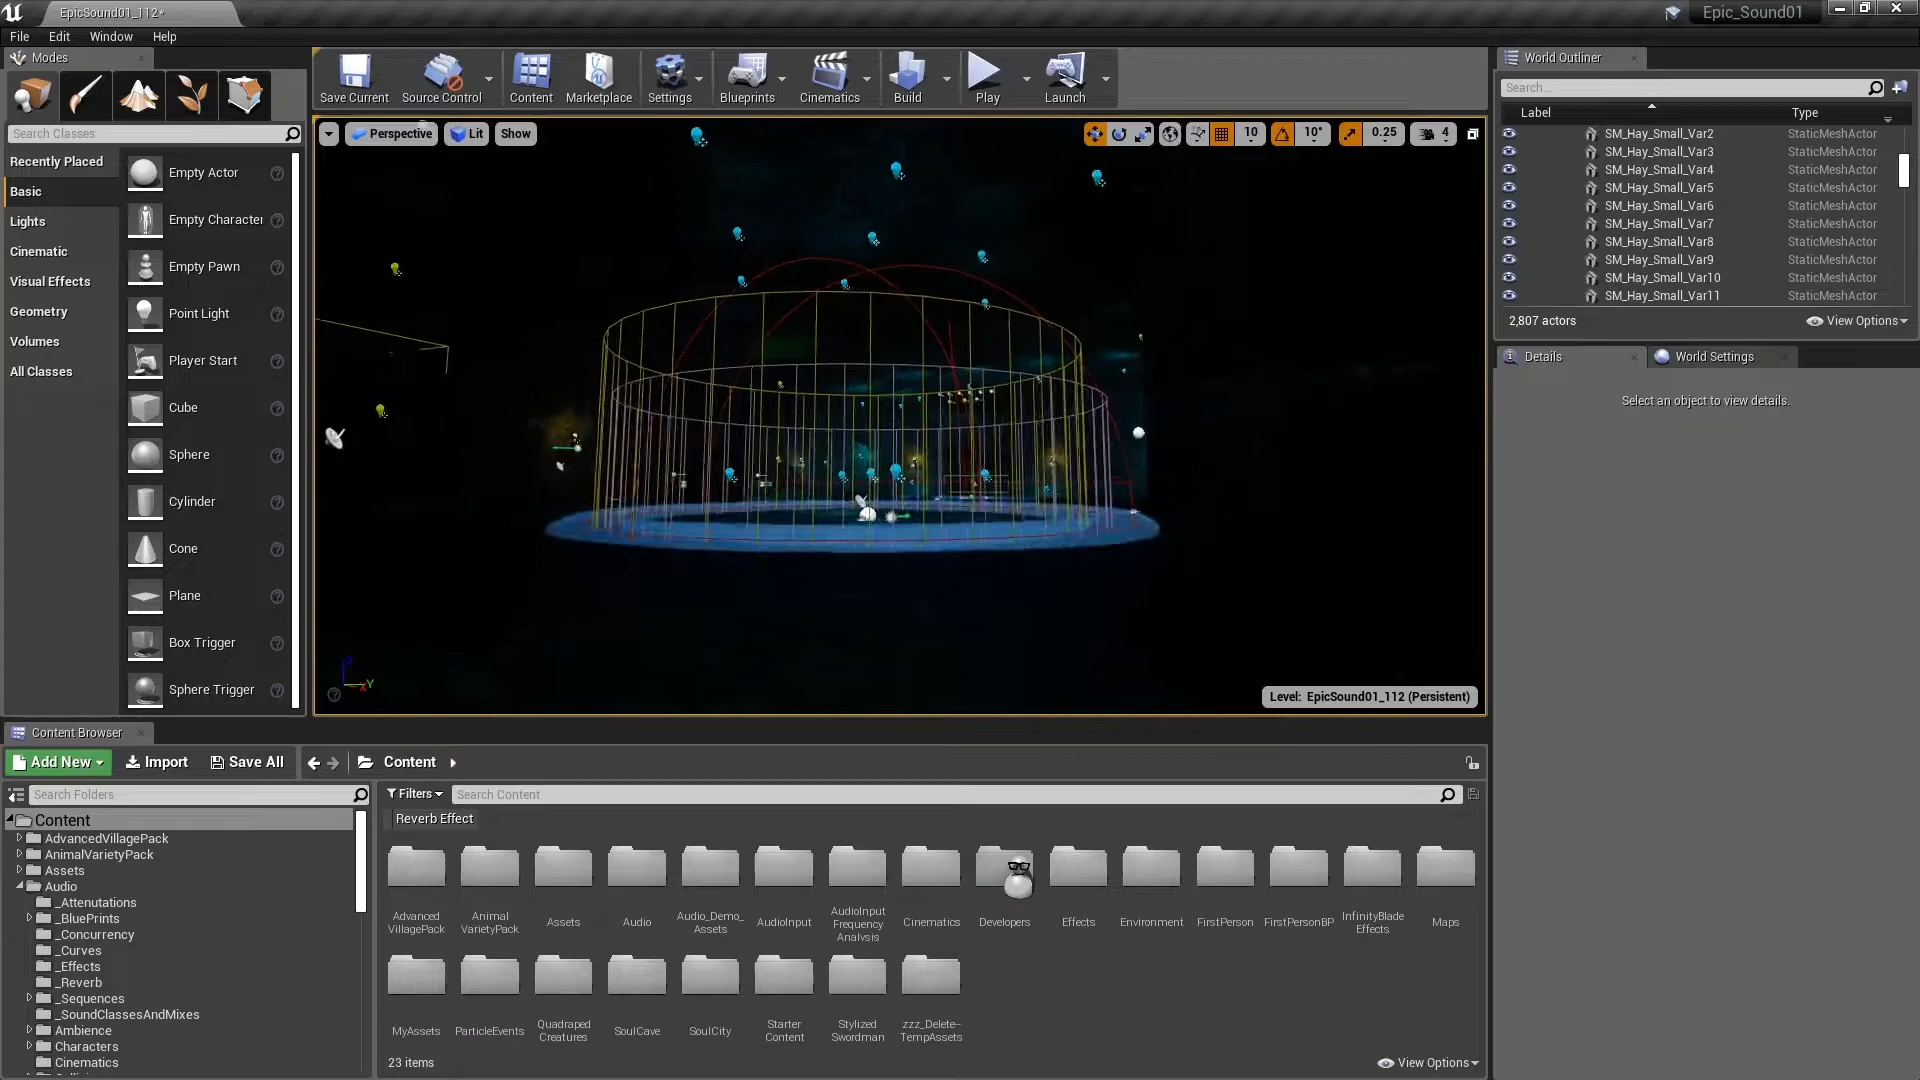 EpicSound01_112*
Epic_Sound01
File Edit Window Help
Modes
Search Classes
Recently Placed
Basic
Lights
Cinematic
Visual Effects
Geometry
Volumes
All Classes
Empty Actor
Empty Character
Empty Pawn
Point Light
Player Start
Cube
Sphere
Cylinder
Cone
Plane
Box Trigger
Sphere Trigger
Save Current Source Control Content Marketplace Settings Blueprints Cinematics Build Play Launch
Perspective Lit Show
10 10° 0.25 4
Level: EpicSound01_112 (Persistent)
World Outliner
Search...
Label Type
SM_Hay_Small_Var2 StaticMeshActor
SM_Hay_Small_Var3 StaticMeshActor
SM_Hay_Small_Var4 StaticMeshActor
SM_Hay_Small_Var5 StaticMeshActor
SM_Hay_Small_Var6 StaticMeshActor
SM_Hay_Small_Var7 StaticMeshActor
SM_Hay_Small_Var8 StaticMeshActor
SM_Hay_Small_Var9 StaticMeshActor
SM_Hay_Small_Var10 StaticMeshActor
SM_Hay_Small_Var11 StaticMeshActor
2,807 actors View Options
Details World Settings
Select an object to view details.
Content Browser
Add New Import Save All Content
Search Folders
Content
AdvancedVillagePack
AnimalVarietyPack
Assets
Audio
_Attenutations
_BluePrints
_Concurrency
_Curves
_Effects
_Reverb
_Sequences
_SoundClassesAndMixes
Ambience
Characters
Cinematics
Filters Search Content
Reverb Effect
Advanced
VillagePack
Animal
VarietyPack
Assets
Audio
Audio_Demo_
Assets
AudioInput
AudioInput
Frequency
Analysis
Cinematics
Developers
Effects
Environment
FirstPerson
FirstPersonBP
InfinityBlade
Effects
Maps
MyAssets
ParticleEvents
Quadraped
Creatures
SoulCave
SoulCity
Starter
Content
Stylized
Swordman
zzz_Delete--
TempAssets
23 items
View Options